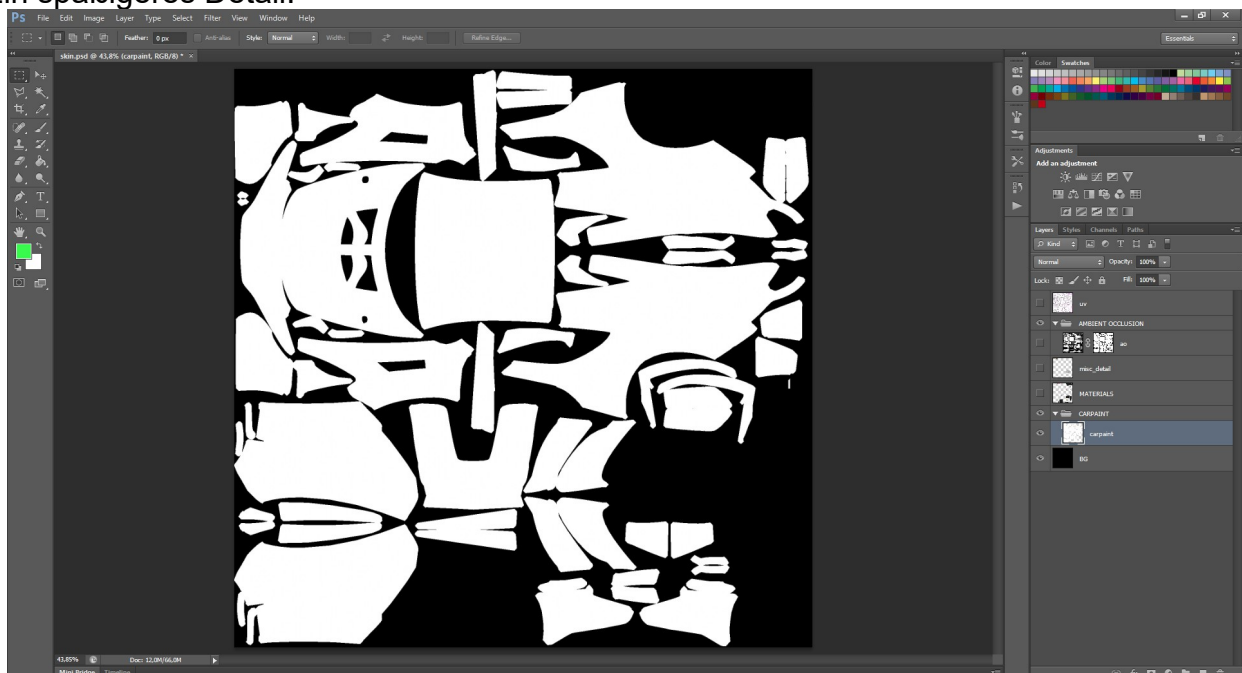 spaßigeres Detail.
Ps File Edit Image Layer Type Select Filter View Window Help
Feather: 0 px Anti-alias Style: Normal Width: Height: Refine Edge... Essentials
skin.psd @ 43,8% (carpaint, RGB/8) * ×
Color Swatches
Adjustments
Add an adjustment
Layers Styles Channels Paths
Kind
Normal Opacity: 100%
Lock: Fill: 100%
uv
AMBIENT OCCLUSION
ao
misc_detail
MATERIALS
CARPAINT
carpaint
BG
43,85% Doc: 12,0M/66,0M
Mini Bridge Timeline